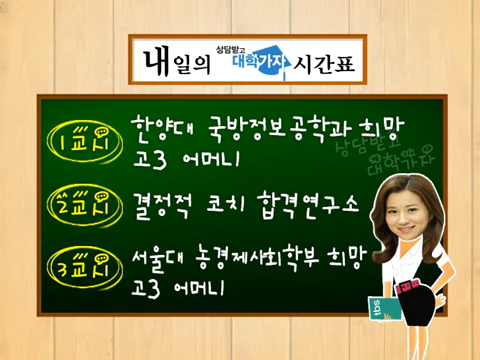 내일의 상담받고 대학가자 시간표
1교시
한양대 국방정보공학과 희망
고3 어머니
상담받고
대학가자
2교시
결정적 코치 합격연구소
3교시
서울대 농경제사회학부 희망
고3 어머니
tbs